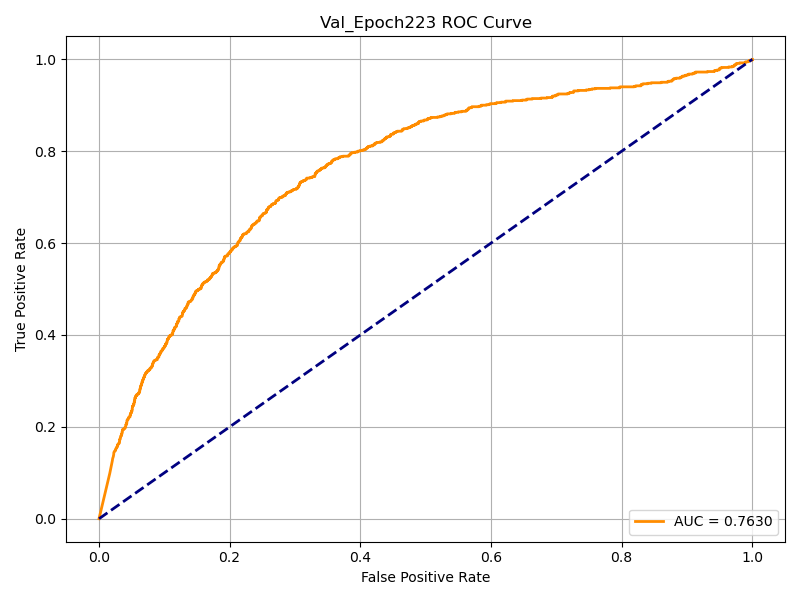 Val_Epoch223 ROC Curve
True Positive Rate
1.0
0.8
0.6
0.4
0.2
0.0
0.0 0.2 0.4 0.6 0.8 1.0
False Positive Rate
AUC = 0.7630